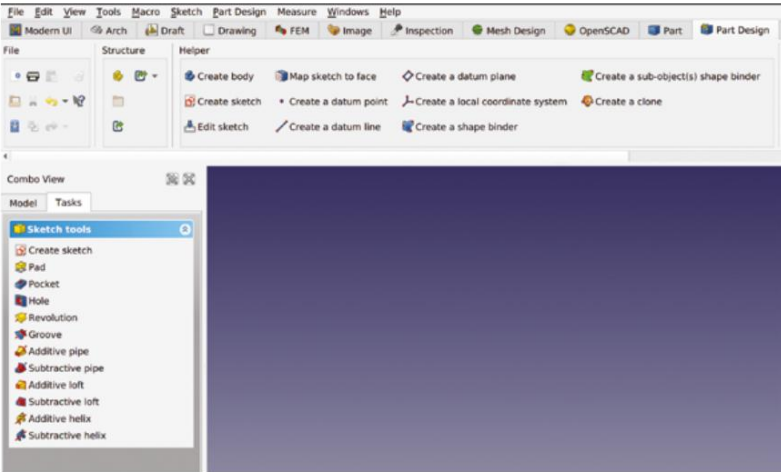 File Edit View Tools Macro Sketch Part Design Measure Windows Help
Modern UI Arch Draft Drawing FEM Image Inspection Mesh Design OpenSCAD Part Part Design
File Structure Helper
Create body Map sketch to face Create a datum plane Create a sub-object(s) shape binder
Create sketch Create a datum point Create a local coordinate system Create a clone
Edit sketch Create a datum line Create a shape binder
Combo View
Model Tasks
Sketch tools
Create sketch
Pad
Pocket
Hole
Revolution
Groove
Additive pipe
Subtractive pipe
Additive loft
Subtractive loft
Additive helix
Subtractive helix